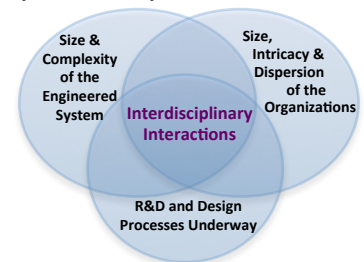 Size &
Complexity
of the
Engineered
System
Size,
Intricacy &
Dispersion
of the
Organizations
Interdisciplinary
Interactions
R&D and Design
Processes Underway